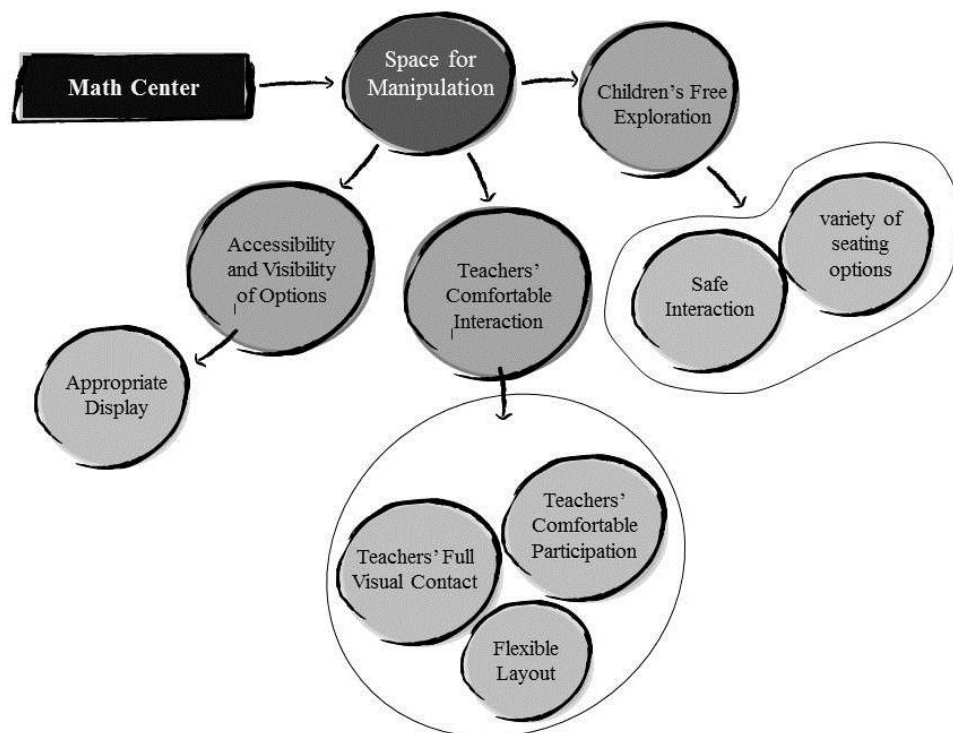 Math Center
Space for
Manipulation
Children's Free
Exploration
Accessibility
and Visibility
of Options
Teachers'
Comfortable
Interaction
Safe
Interaction
variety of
seating
options
Appropriate
Display
Teachers' Full
Visual Contact
Teachers'
Comfortable
Participation
Flexible
Layout